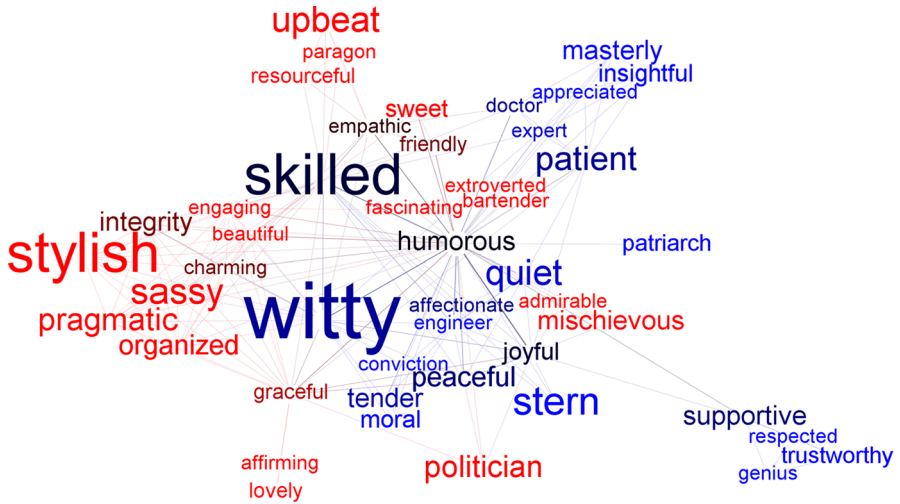 upbeat
paragon
masterly
resourceful
insightful
appreciated
sweet
doctor
empathic
expert
friendly
patient
skilled
extroverted
bartender
engaging
fascinating
integrity
beautiful
humorous
patriarch
stylish
charming
quiet
sassy
witty
affectionate
admirable
pragmatic
engineer
mischievous
organized
joyful
conviction
peaceful
graceful
tender
stern
moral
supportive
respected
trustworthy
affirming
politician
genius
lovely